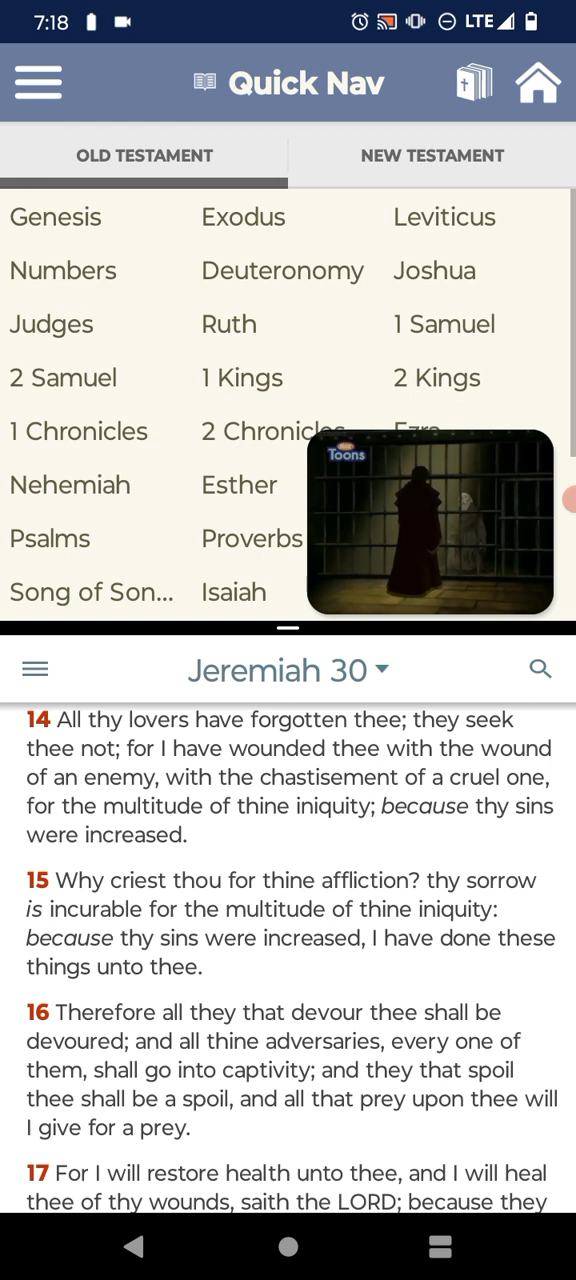 7:18 LTE
Quick Nav
OLD TESTAMENT NEW TESTAMENT
Genesis Exodus Leviticus
Numbers Deuteronomy Joshua
Judges Ruth 1 Samuel
2 Samuel 1 Kings 2 Kings
1 Chronicles 2 Chronicles Ezra
Nehemiah Esther
Toons
Psalms Proverbs
Song of Son... Isaiah
Jeremiah 30
14 All thy lovers have forgotten thee; they seek
thee not; for I have wounded thee with the wound
of an enemy, with the chastisement of a cruel one,
for the multitude of thine iniquity; because thy sins
were increased.
15 Why criest thou for thine affliction? thy sorrow
is incurable for the multitude of thine iniquity:
because thy sins were increased, I have done these
things unto thee.
16 Therefore all they that devour thee shall be
devoured; and all thine adversaries, every one of
them, shall go into captivity; and they that spoil
thee shall be a spoil, and all that prey upon thee will
I give for a prey.
17 For I will restore health unto thee, and I will heal
thee of thy wounds, saith the LORD; because they